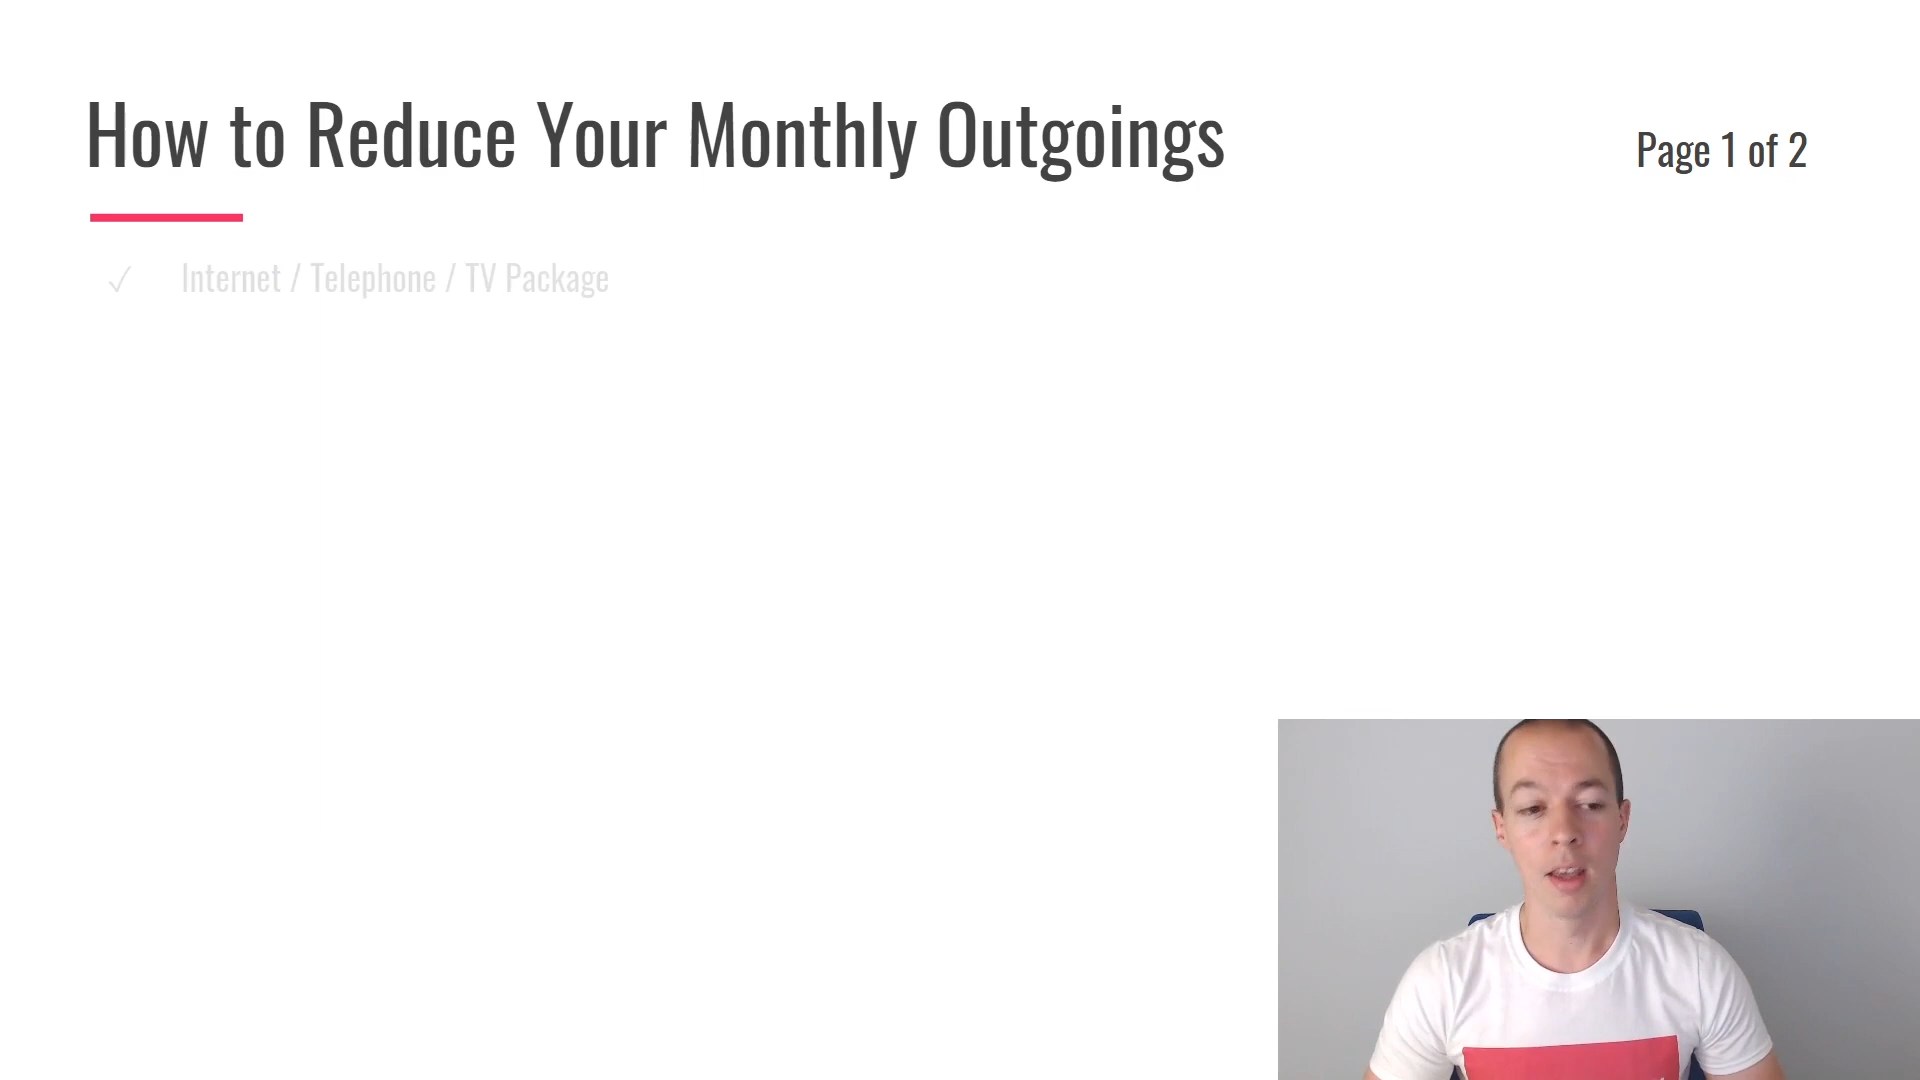 How to Reduce Your Monthly Outgoings
Page 1 of 2
✓ Internet / Telephone / TV Package